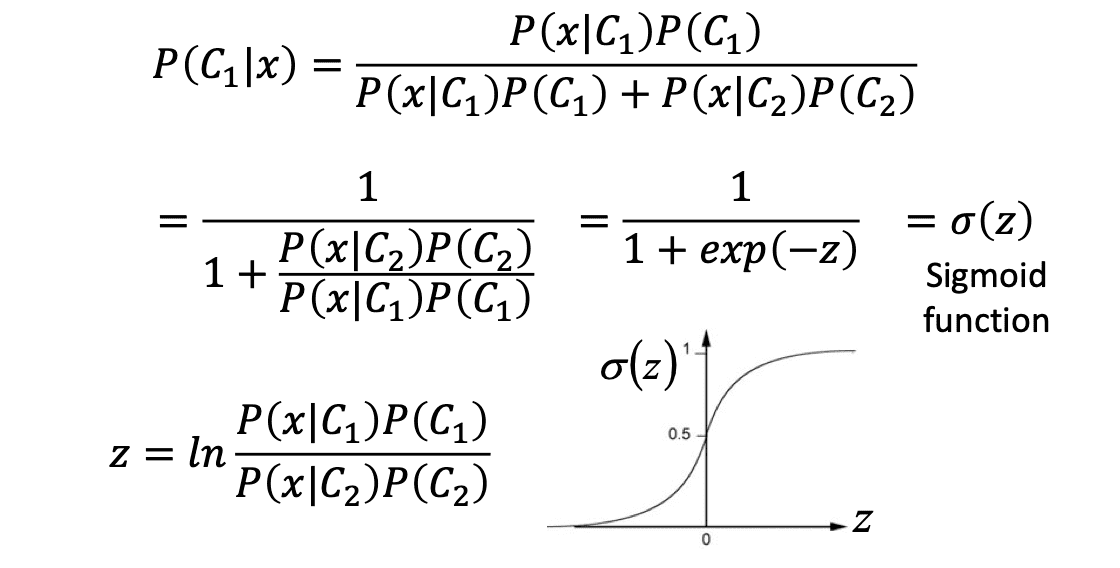 P(C₁|x) = P(x|C₁)P(C₁) / P(x|C₁)P(C₁) + P(x|C₂)P(C₂)
= 1 / 1 + P(x|C₂)P(C₂) / P(x|C₁)P(C₁) = 1 / 1 + exp(−z) = σ(z)
Sigmoid
function
z = ln P(x|C₁)P(C₁) / P(x|C₂)P(C₂)
σ(z)
1
0.5
0
z